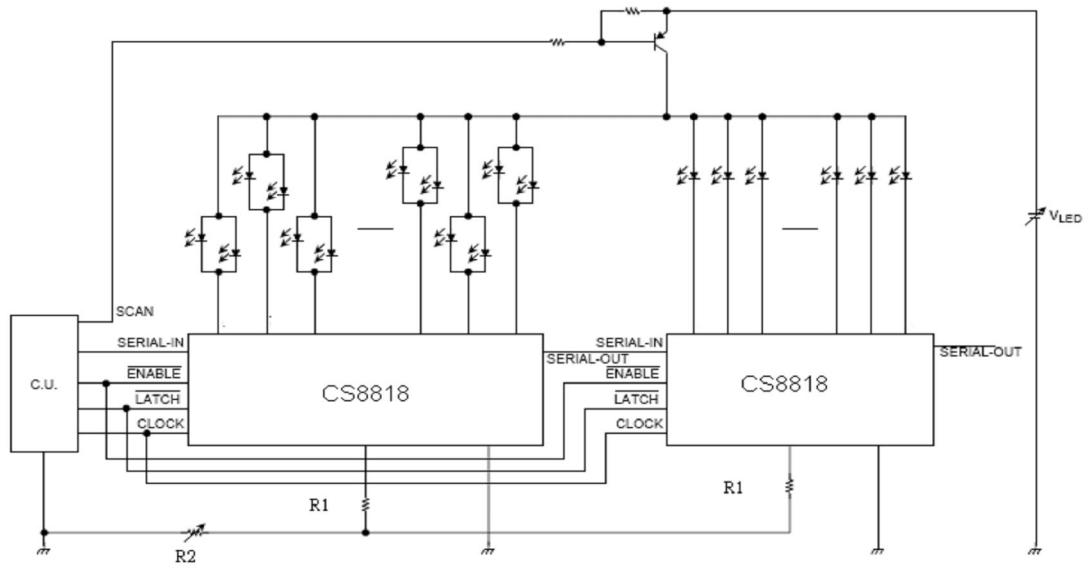 V_LED
SCAN
SERIAL-IN
ENABLE
LATCH
CLOCK
C.U.
CS8818
SERIAL-OUT
SERIAL-IN
ENABLE
LATCH
CLOCK
CS8818
SERIAL-OUT
R1
R1
R2